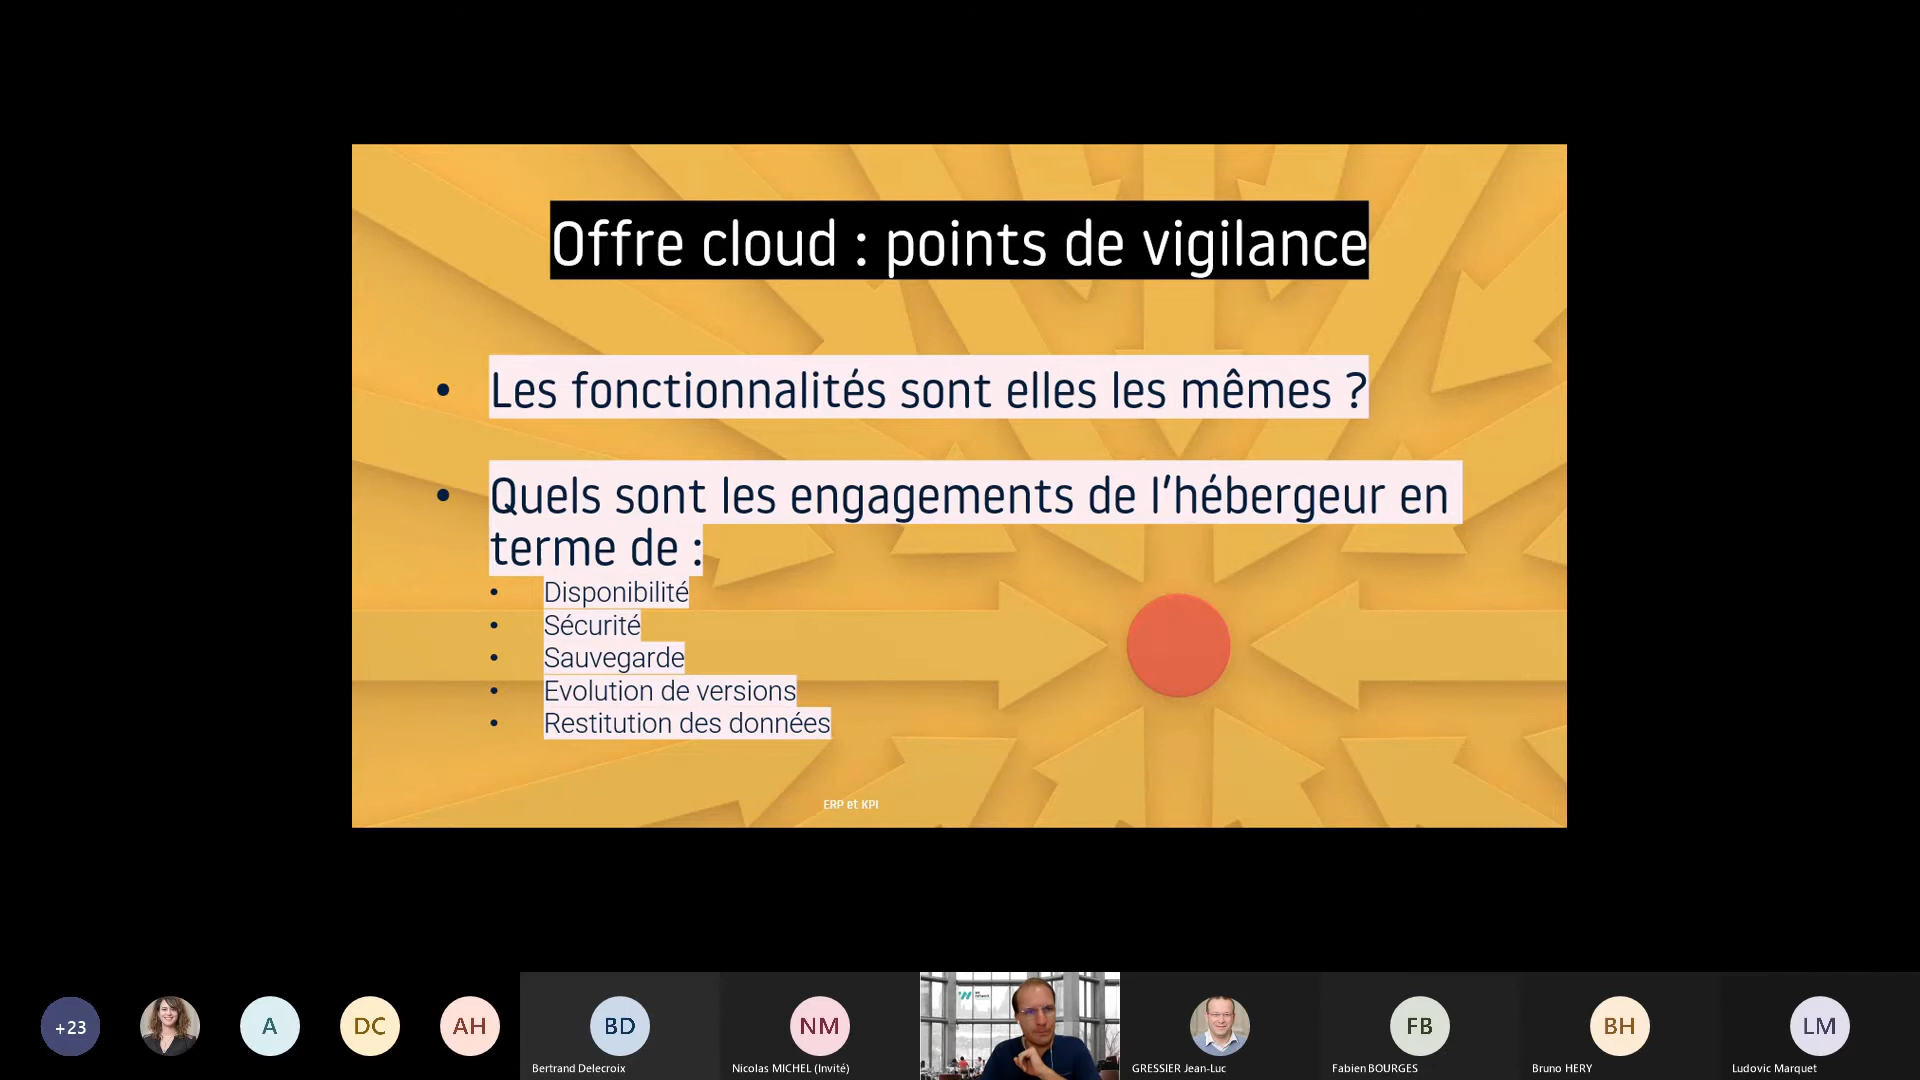 Offre cloud : points de vigilance
• Les fonctionnalités sont elles les mêmes ?
• Quels sont les engagements de l’hébergeur en
terme de :
• Disponibilité
• Sécurité
• Sauvegarde
• Evolution de versions
• Restitution des données
ERP et KPI
+23
A
DC
AH
BD
NM
FB
BH
LM
Bertrand Delecroix
Nicolas MICHEL (Invité)
GRESSIER Jean-Luc
Fabien BOURGES
Bruno HERY
Ludovic Marquet